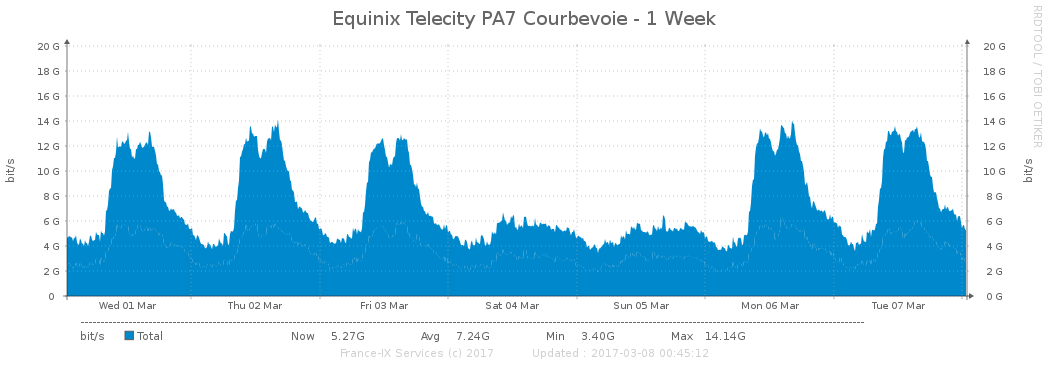 Equinix Telecity PA7 Courbevoie - 1 Week
RRDTOOL / TOBI OETIKER
20 G 20 G
18 G 18 G
16 G 16 G
14 G 14 G
12 G 12 G
10 G 10 G
8 G 8 G
6 G 6 G
4 G 4 G
2 G 2 G
0 0 G
bit/s bit/s
Wed 01 Mar Thu 02 Mar Fri 03 Mar Sat 04 Mar Sun 05 Mar Mon 06 Mar Tue 07 Mar
bit/s Total Now 5.27G Avg 7.24G Min 3.40G Max 14.14G
France-IX Services (c) 2017 Updated : 2017-03-08 00:45:12